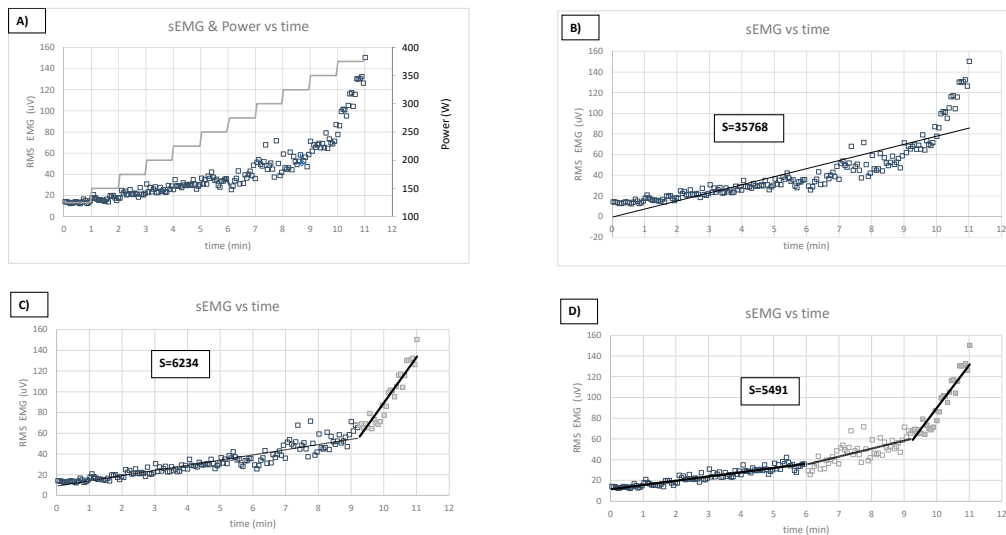 A)
sEMG & Power vs time
160
140
120
100
80
60
40
20
0
RMS EMG (uV)
400
350
300
250
200
150
100
Power (W)
0 1 2 3 4 5 6 7 8 9 10 11 12
time (min)
B)
sEMG vs time
160
140
120
100
80
60
40
20
0
-20
RMS EMG (uV)
S=35768
0 1 2 3 4 5 6 7 8 9 10 11 12
time (min)
C)
sEMG vs time
160
140
120
100
80
60
40
20
0
RMS EMG (uV)
S=6234
0 1 2 3 4 5 6 7 8 9 10 11 12
time (min)
D)
sEMG vs time
160
140
120
100
80
60
40
20
0
RMS EMG (uV)
S=5491
0 1 2 3 4 5 6 7 8 9 10 11 12
time (min)